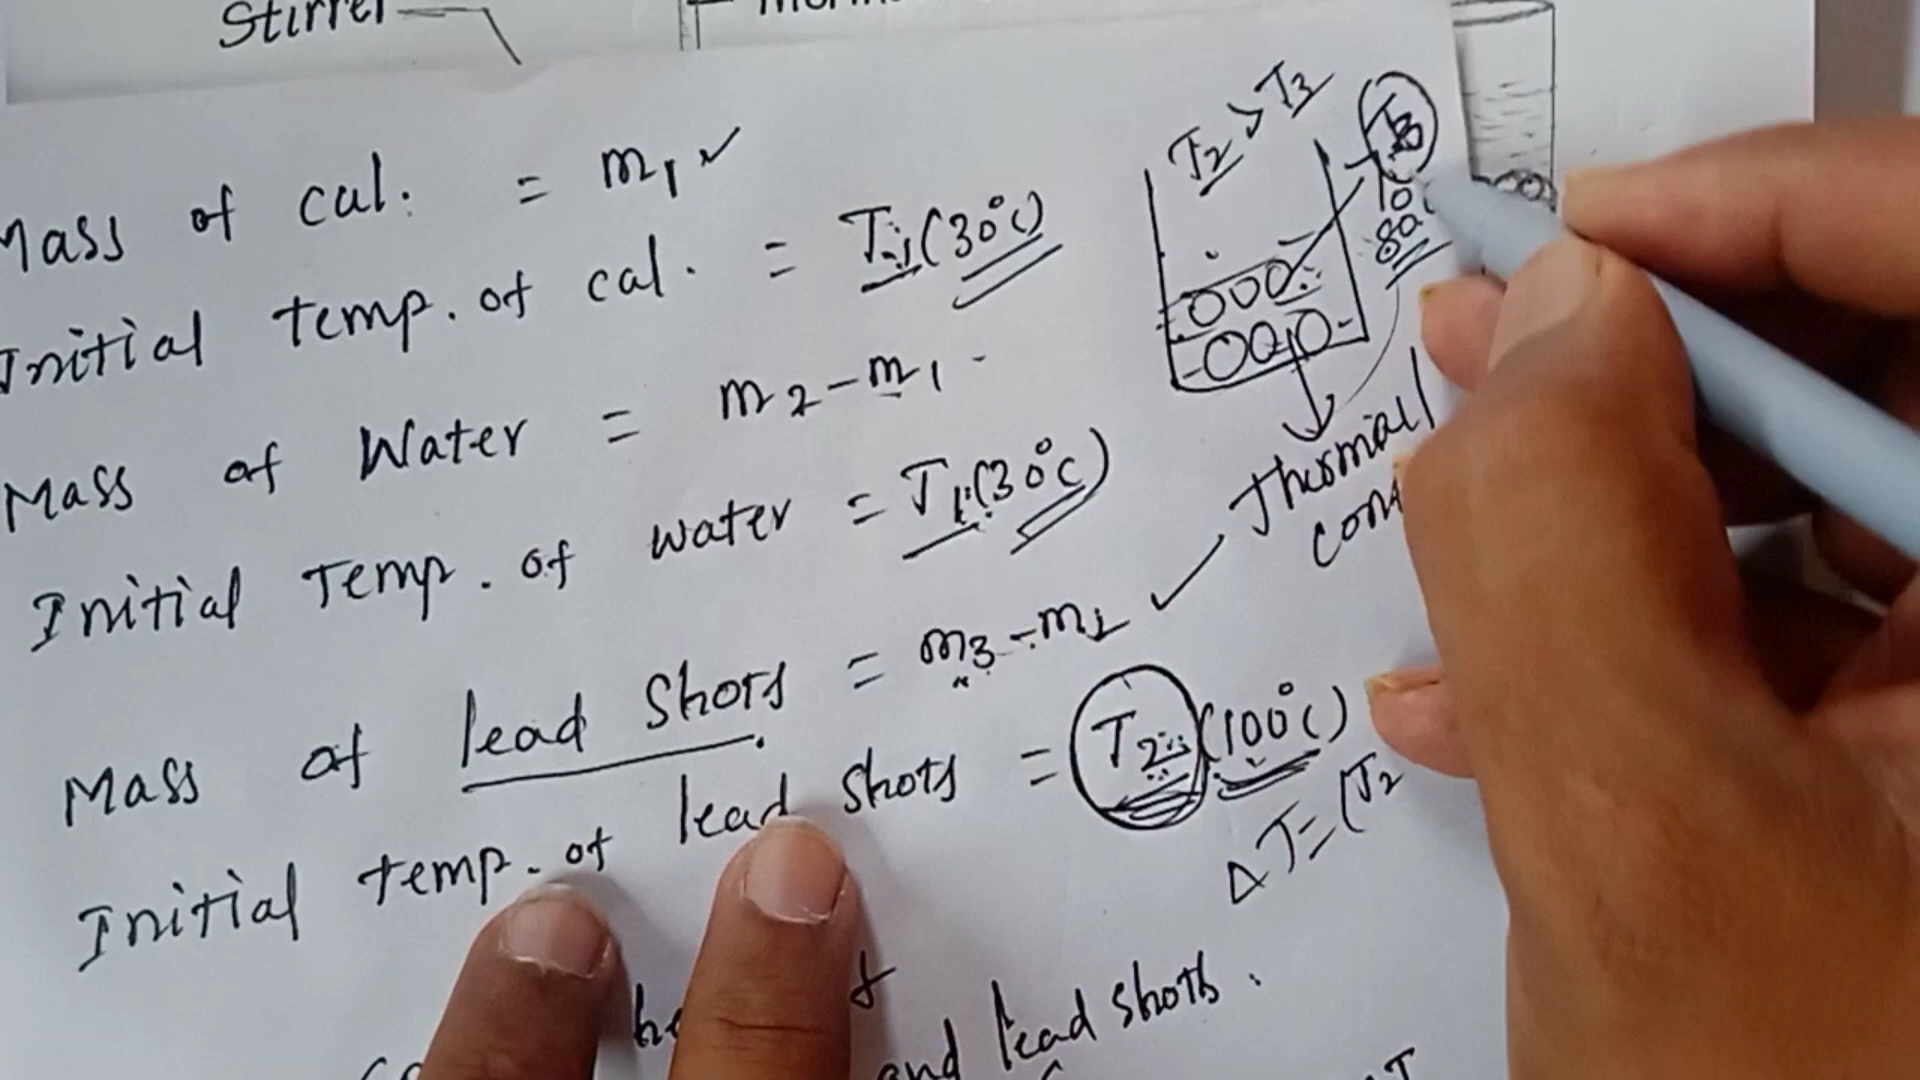 Stirrer
Mass of cal. = m₁ ✓
Initial temp. of cal. = T₁ (30°C)
Mass of Water = m₂ - m₁
Initial Temp. of water = T₁ (30°C)
Mass of lead Shots = m₃ - m₂ ✓
Initial temp. of lead shots = T₂ (100°C)
ΔT = (T₂
and lead shots.
T₂ > T₃
T₃
Thermal